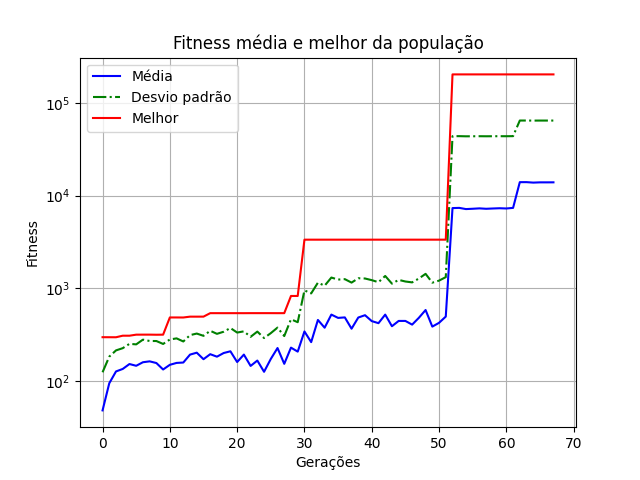 Fitness média e melhor da população
Média
Desvio padrão
Melhor
10^5
10^4
10^3
10^2
Fitness
0 10 20 30 40 50 60 70
Gerações